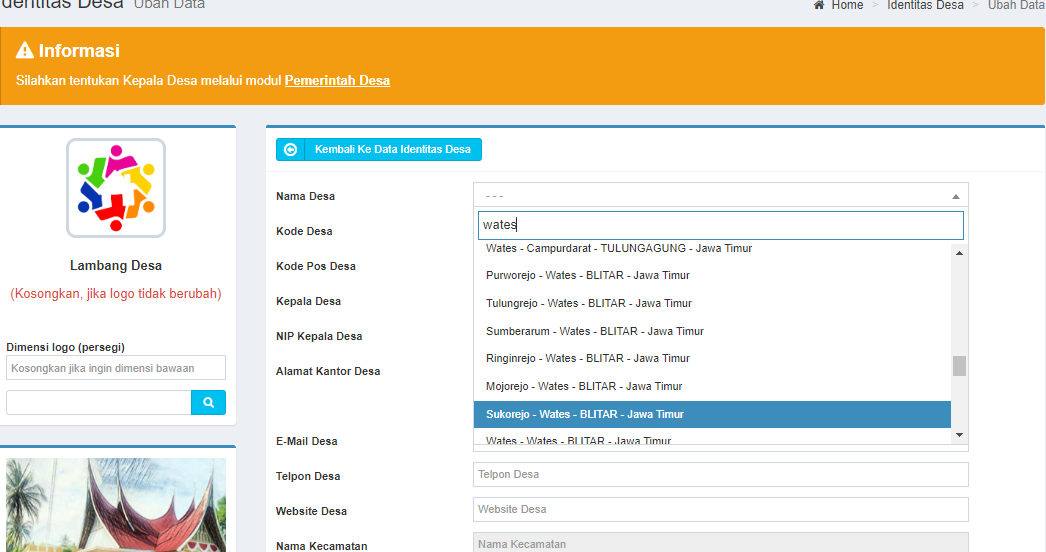 Identitas Desa Ubah Data
Home > Identitas Desa > Ubah Data
Informasi
Silahkan tentukan Kepala Desa melalui modul Pemerintah Desa
Lambang Desa
(Kosongkan, jika logo tidak berubah)
Dimensi logo (persegi)
Kosongkan jika ingin dimensi bawaan
Kembali Ke Data Identitas Desa
Nama Desa
- - -
wates
Wates - Campurdarat - TULUNGAGUNG - Jawa Timur
Purworejo - Wates - BLITAR - Jawa Timur
Tulungrejo - Wates - BLITAR - Jawa Timur
Sumberarum - Wates - BLITAR - Jawa Timur
Ringinrejo - Wates - BLITAR - Jawa Timur
Mojorejo - Wates - BLITAR - Jawa Timur
Sukorejo - Wates - BLITAR - Jawa Timur
Wates - Wates - BLITAR - Jawa Timur
Kode Desa
Kode Pos Desa
Kepala Desa
NIP Kepala Desa
Alamat Kantor Desa
E-Mail Desa
Telpon Desa
Telpon Desa
Website Desa
Website Desa
Nama Kecamatan
Nama Kecamatan